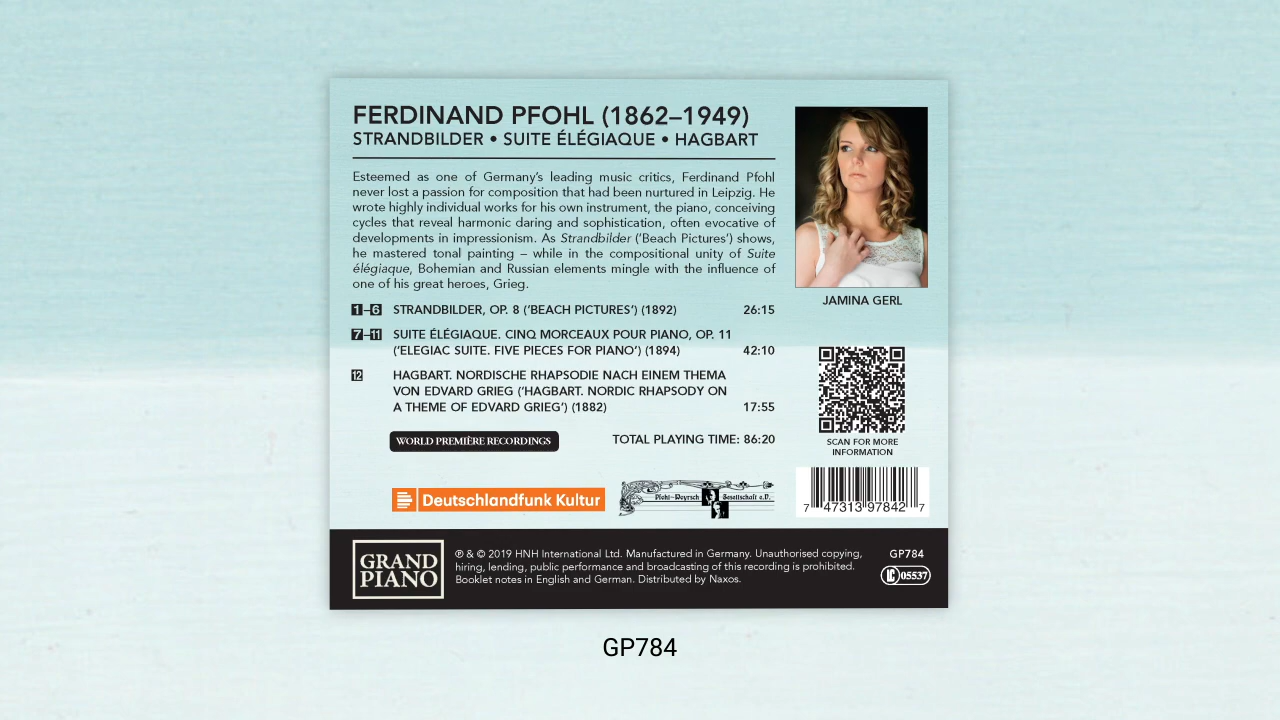 FERDINAND PFOHL (1862–1949)
STRANDBILDER • SUITE ÉLÉGIAQUE • HAGBART
Esteemed as one of Germany's leading music critics, Ferdinand Pfohl
never lost a passion for composition that had been nurtured in Leipzig. He
wrote highly individual works for his own instrument, the piano, conceiving
cycles that reveal harmonic daring and sophistication, often evocative of
developments in impressionism. As Strandbilder ('Beach Pictures') shows,
he mastered tonal painting – while in the compositional unity of Suite
élégiaque, Bohemian and Russian elements mingle with the influence of
one of his great heroes, Grieg.
JAMINA GERL
1–6 STRANDBILDER, OP. 8 ('BEACH PICTURES') (1892) 26:15
7–11 SUITE ÉLÉGIAQUE. CINQ MORCEAUX POUR PIANO, OP. 11
('ELEGIAC SUITE. FIVE PIECES FOR PIANO') (1894) 42:10
12 HAGBART. NORDISCHE RHAPSODIE NACH EINEM THEMA
VON EDVARD GRIEG ('HAGBART. NORDIC RHAPSODY ON
A THEME OF EDVARD GRIEG') (1882) 17:55
WORLD PREMIÈRE RECORDINGS
TOTAL PLAYING TIME: 86:20
SCAN FOR MORE
INFORMATION
Deutschlandfunk Kultur
Pfohl-Woyrsch Gesellschaft e.V.
7 47313 97842 7
GRAND
PIANO
℗ & © 2019 HNH International Ltd. Manufactured in Germany. Unauthorised copying,
hiring, lending, public performance and broadcasting of this recording is prohibited.
Booklet notes in English and German. Distributed by Naxos.
GP784
LC 05537
GP784